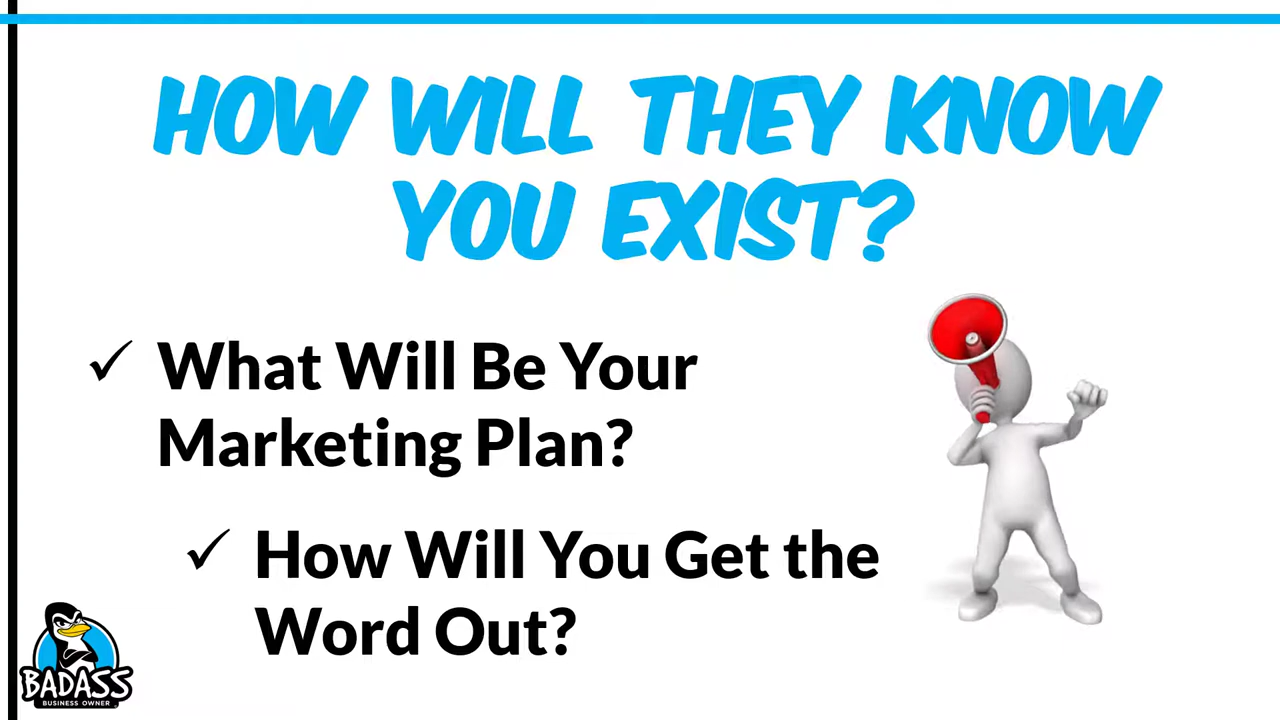 HOW WILL THEY KNOW
YOU EXIST?
✓ What Will Be Your
Marketing Plan?
✓ How Will You Get the
Word Out?
BADASS
BUSINESS OWNER